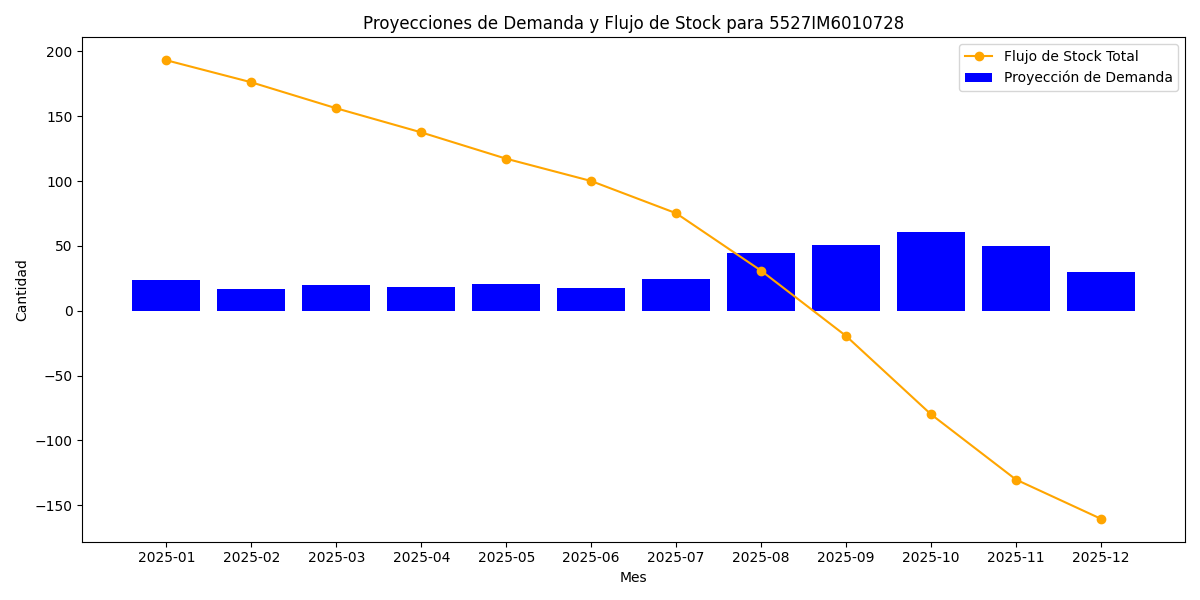 Proyecciones de Demanda y Flujo de Stock para 5527IM6010728
Flujo de Stock Total
Proyección de Demanda
Cantidad
200
150
100
50
0
−50
−100
−150
2025-01 2025-02 2025-03 2025-04 2025-05 2025-06 2025-07 2025-08 2025-09 2025-10 2025-11 2025-12
Mes